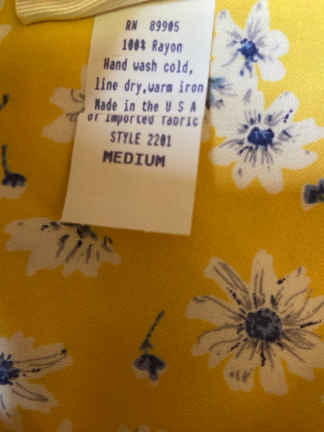 RN 89905
100% Rayon
Hand wash cold,
line dry,warm iron
Made in the U S A
of imported fabric
STYLE 2201
MEDIUM